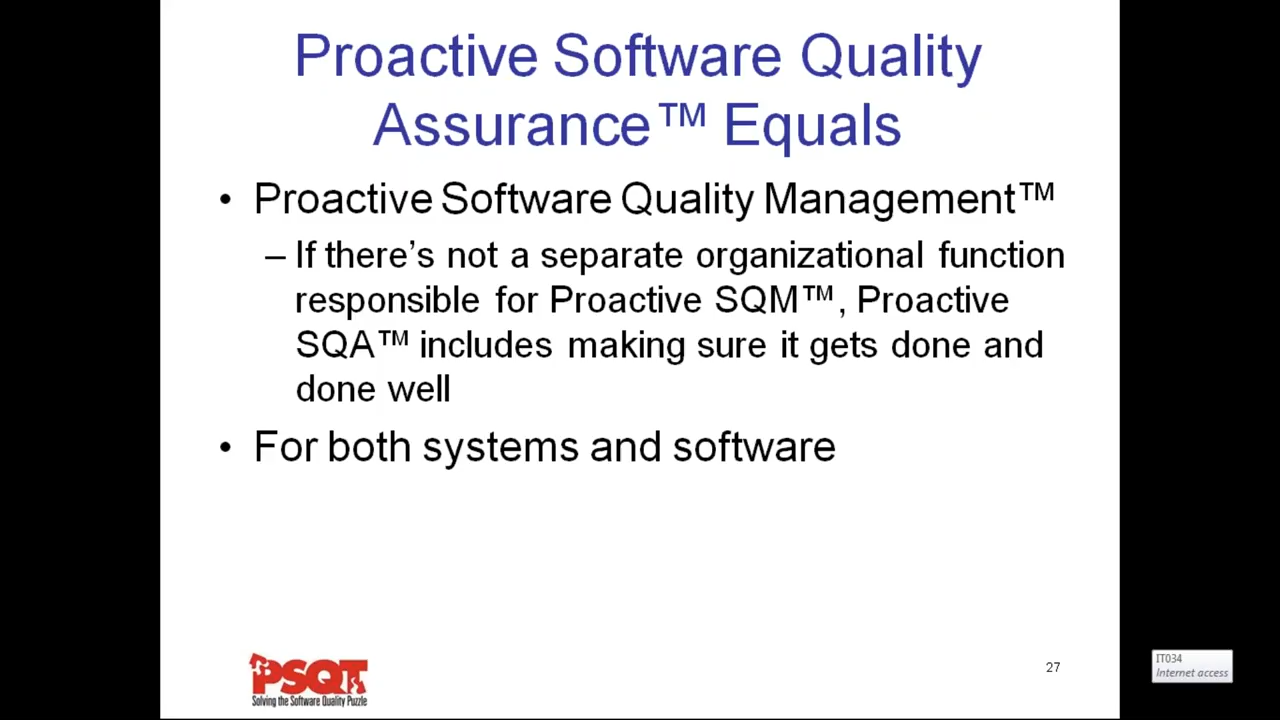 Proactive Software Quality
Assurance™ Equals
• Proactive Software Quality Management™
– If there's not a separate organizational function
responsible for Proactive SQM™, Proactive
SQA™ includes making sure it gets done and
done well
• For both systems and software
PSQT
Solving the Software Quality Puzzle
27
IT034
Internet access